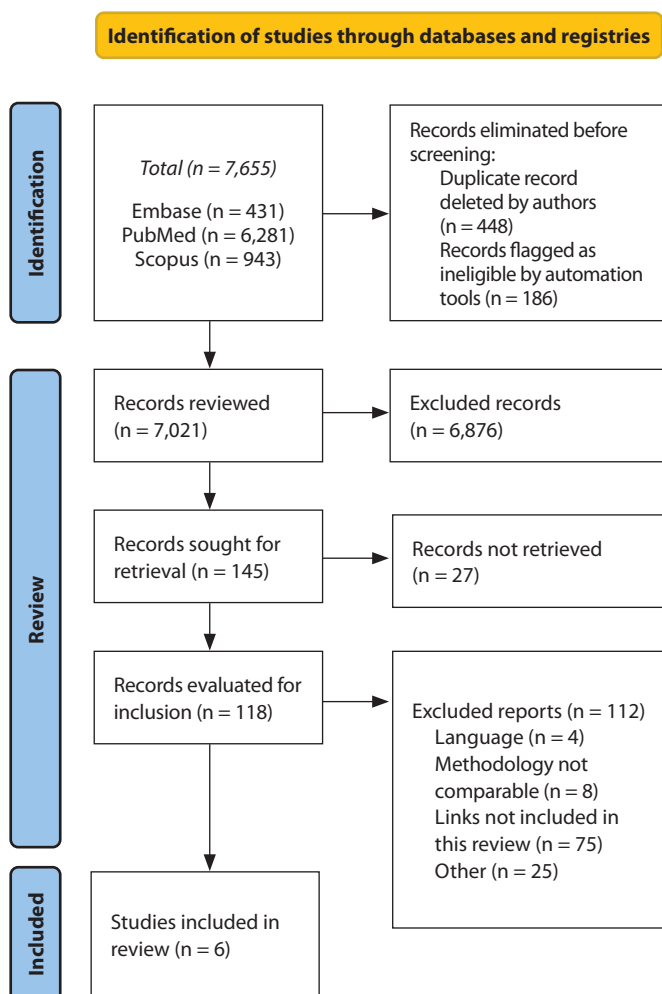 Identification of studies through databases and registries
Identification
Total (n = 7,655)
Embase (n = 431)
PubMed (n = 6,281)
Scopus (n = 943)
Records eliminated before
screening:
Duplicate record
deleted by authors
(n = 448)
Records flagged as
ineligible by automation
tools (n = 186)
Review
Records reviewed
(n = 7,021)
Excluded records
(n = 6,876)
Records sought for
retrieval (n = 145)
Records not retrieved
(n = 27)
Records evaluated for
inclusion (n = 118)
Excluded reports (n = 112)
Language (n = 4)
Methodology not
comparable (n = 8)
Links not included in
this review (n = 75)
Other (n = 25)
Included
Studies included in
review (n = 6)